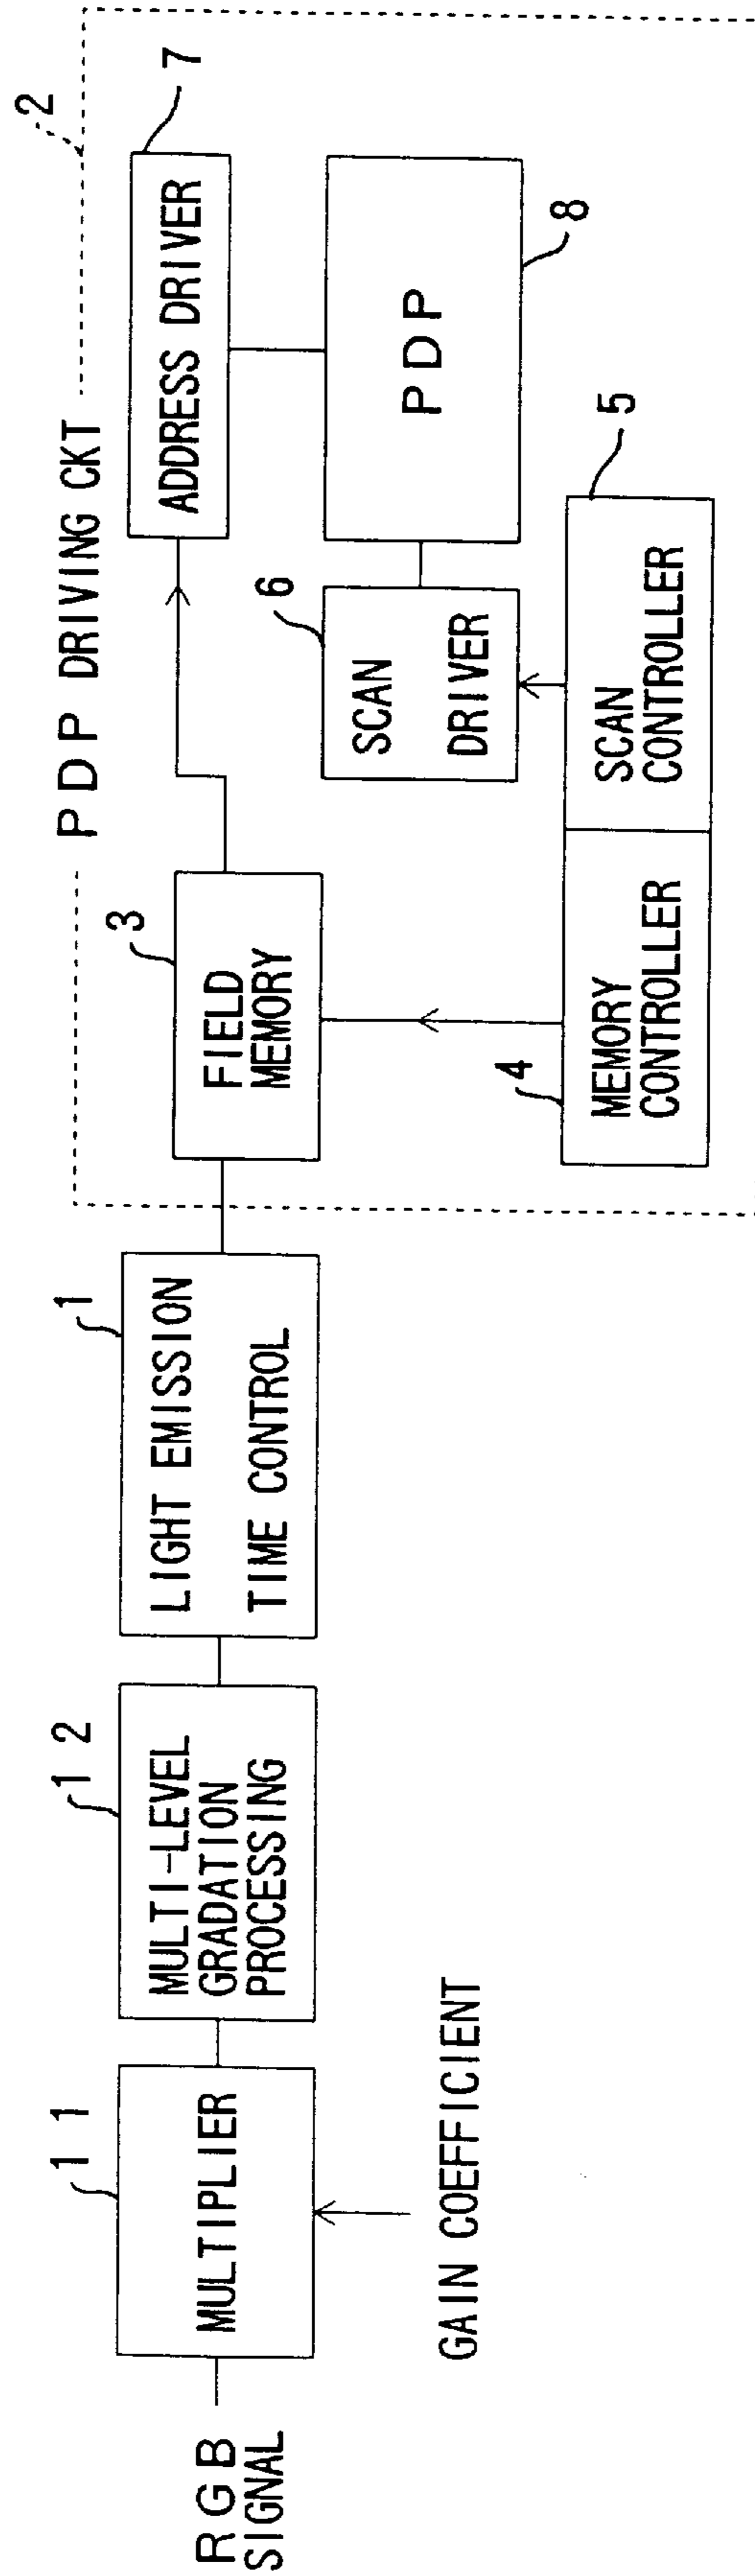 RGB
SIGNAL
11
MULTIPLIER
GAIN COEFFICIENT
12
MULTI-LEVEL
GRADATION
PROCESSING
1
LIGHT EMISSION
TIME CONTROL
PDP DRIVING CKT
2
3
FIELD
MEMORY
4
MEMORY
CONTROLLER
5
SCAN
CONTROLLER
6
SCAN
DRIVER
7
ADDRESS DRIVER
PDP
8